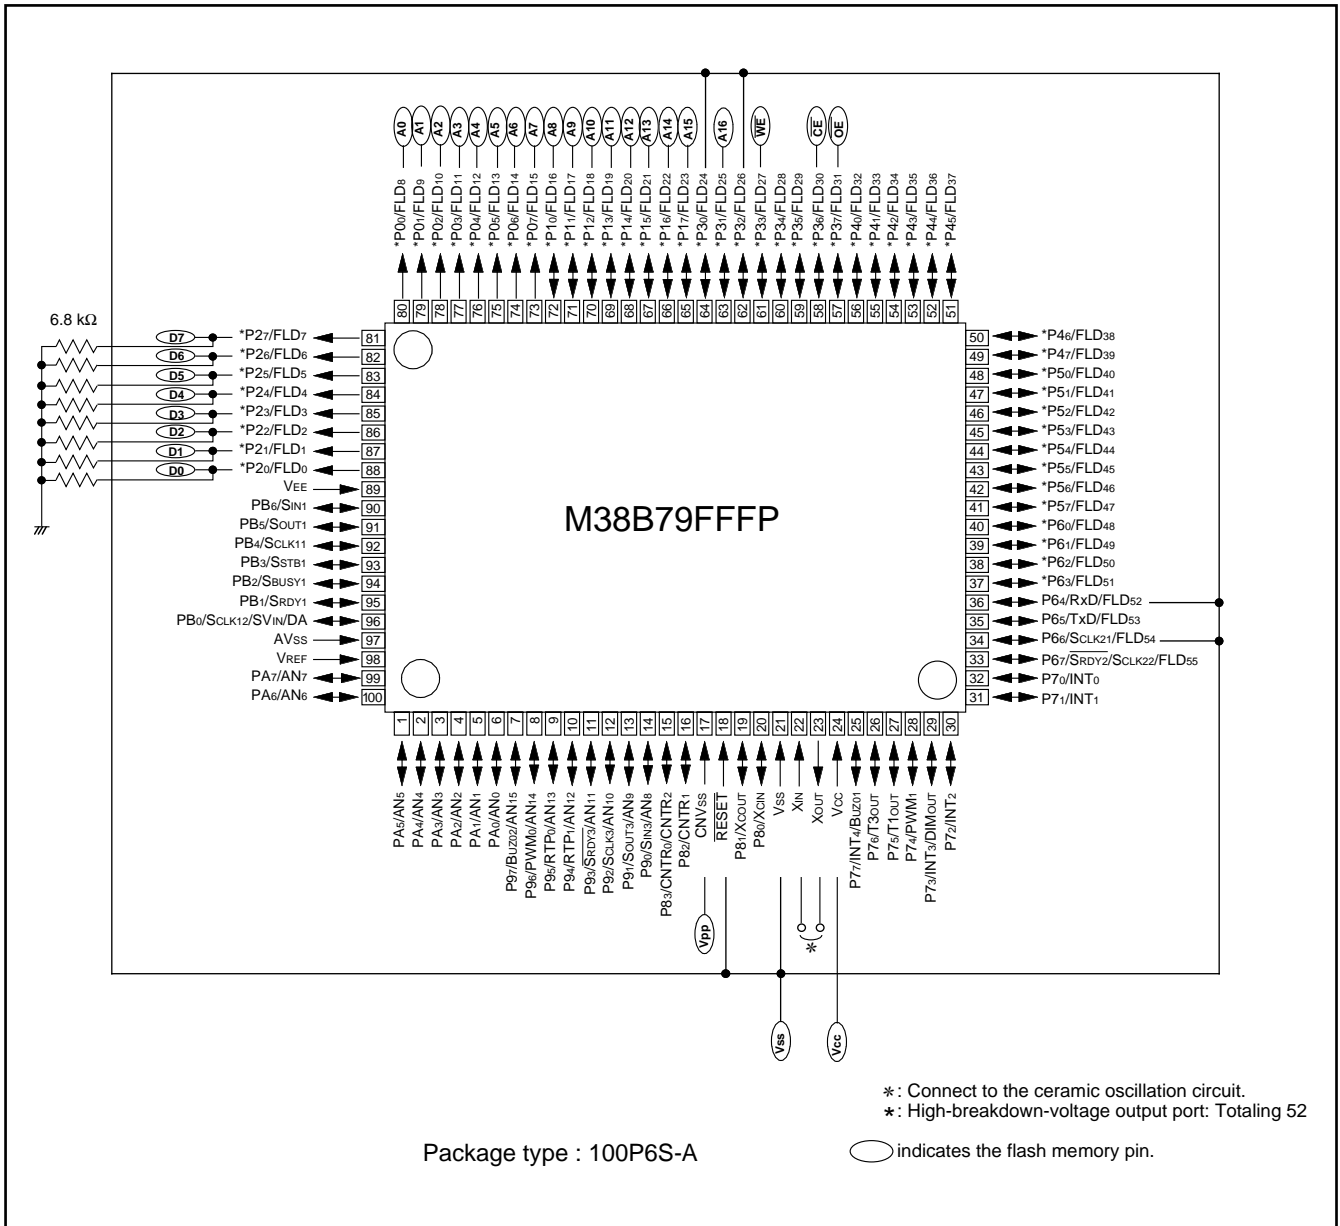 A0
A1
A2
A3
A4
A5
A6
A7
A8
A9
A10
A11
A12
A13
A14
A15
A16
WE
CE
OE
*P00/FLD8
*P01/FLD9
*P02/FLD10
*P03/FLD11
*P04/FLD12
*P05/FLD13
*P06/FLD14
*P07/FLD15
*P10/FLD16
*P11/FLD17
*P12/FLD18
*P13/FLD19
*P14/FLD20
*P15/FLD21
*P16/FLD22
*P17/FLD23
*P30/FLD24
*P31/FLD25
*P32/FLD26
*P33/FLD27
*P34/FLD28
*P35/FLD29
*P36/FLD30
*P37/FLD31
*P40/FLD32
*P41/FLD33
*P42/FLD34
*P43/FLD35
*P44/FLD36
*P45/FLD37
80 79 78 77 76 75 74 73 72 71 70 69 68 67 66 65 64 63 62 61 60 59 58 57 56 55 54 53 52 51
6.8 kΩ
D7 *P27/FLD7 81
D6 *P26/FLD6 82
D5 *P25/FLD5 83
D4 *P24/FLD4 84
D3 *P23/FLD3 85
D2 *P22/FLD2 86
D1 *P21/FLD1 87
D0 *P20/FLD0 88
VEE 89
PB6/SIN1 90
PB5/SOUT1 91
PB4/SCLK11 92
PB3/SSTB1 93
PB2/SBUSY1 94
PB1/SRDY1 95
PB0/SCLK12/SVIN/DA 96
AVSS 97
VREF 98
PA7/AN7 99
PA6/AN6 100
M38B79FFFP
50 *P46/FLD38
49 *P47/FLD39
48 *P50/FLD40
47 *P51/FLD41
46 *P52/FLD42
45 *P53/FLD43
44 *P54/FLD44
43 *P55/FLD45
42 *P56/FLD46
41 *P57/FLD47
40 *P60/FLD48
39 *P61/FLD49
38 *P62/FLD50
37 *P63/FLD51
36 P64/RxD/FLD52
35 P65/TxD/FLD53
34 P66/SCLK21/FLD54
33 P67/SRDY2/SCLK22/FLD55
32 P70/INT0
31 P71/INT1
1 2 3 4 5 6 7 8 9 10 11 12 13 14 15 16 17 18 19 20 21 22 23 24 25 26 27 28 29 30
PA5/AN5
PA4/AN4
PA3/AN3
PA2/AN2
PA1/AN1
PA0/AN0
P97/BUZ02/AN15
P96/PWM0/AN14
P95/RTP0/AN13
P94/RTP1/AN12
P93/SRDY3/AN11
P92/SCLK3/AN10
P91/SOUT3/AN9
P90/SIN3/AN8
P83/CNTR0/CNTR2
P82/CNTR1
CNVSS
RESET
P81/XCOUT
P80/XCIN
VSS
XIN
XOUT
VCC
P77/INT4/BUZ01
P76/T3OUT
P75/T1OUT
P74/PWM1
P73/INT3/DIMOUT
P72/INT2
Vpp
*
Vss
Vcc
*: Connect to the ceramic oscillation circuit.
*: High-breakdown-voltage output port: Totaling 52
Package type : 100P6S-A
indicates the flash memory pin.